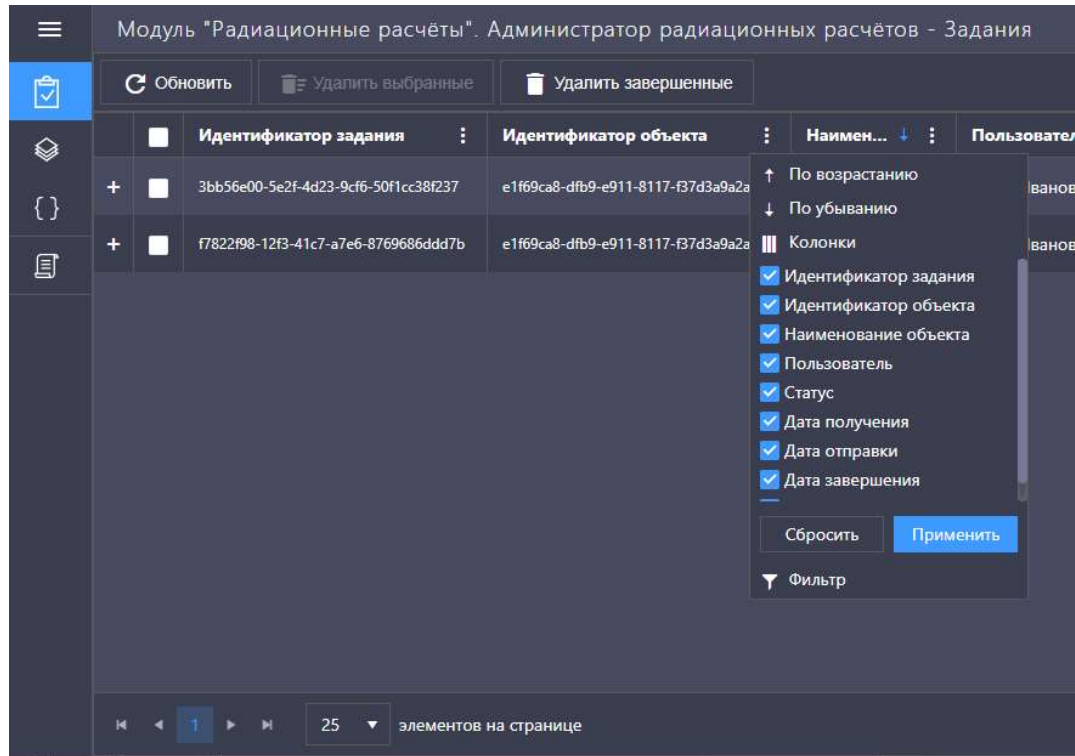 Модуль "Радиационные расчёты". Администратор радиационных расчётов - Задания
Обновить Удалить выбранные Удалить завершенные
Идентификатор задания Идентификатор объекта Наимен... Пользовател
3bb56e00-5e2f-4d23-9cf6-50f1cc38f237 e1f69ca8-dfb9-e911-8117-f37d3a9a2a ванов
f7822f98-12f3-41c7-a7e6-8769686ddd7b e1f69ca8-dfb9-e911-8117-f37d3a9a2a ванов
По возрастанию
По убыванию
Колонки
Идентификатор задания
Идентификатор объекта
Наименование объекта
Пользователь
Статус
Дата получения
Дата отправки
Дата завершения
Сбросить Применить
Фильтр
1 25 элементов на странице